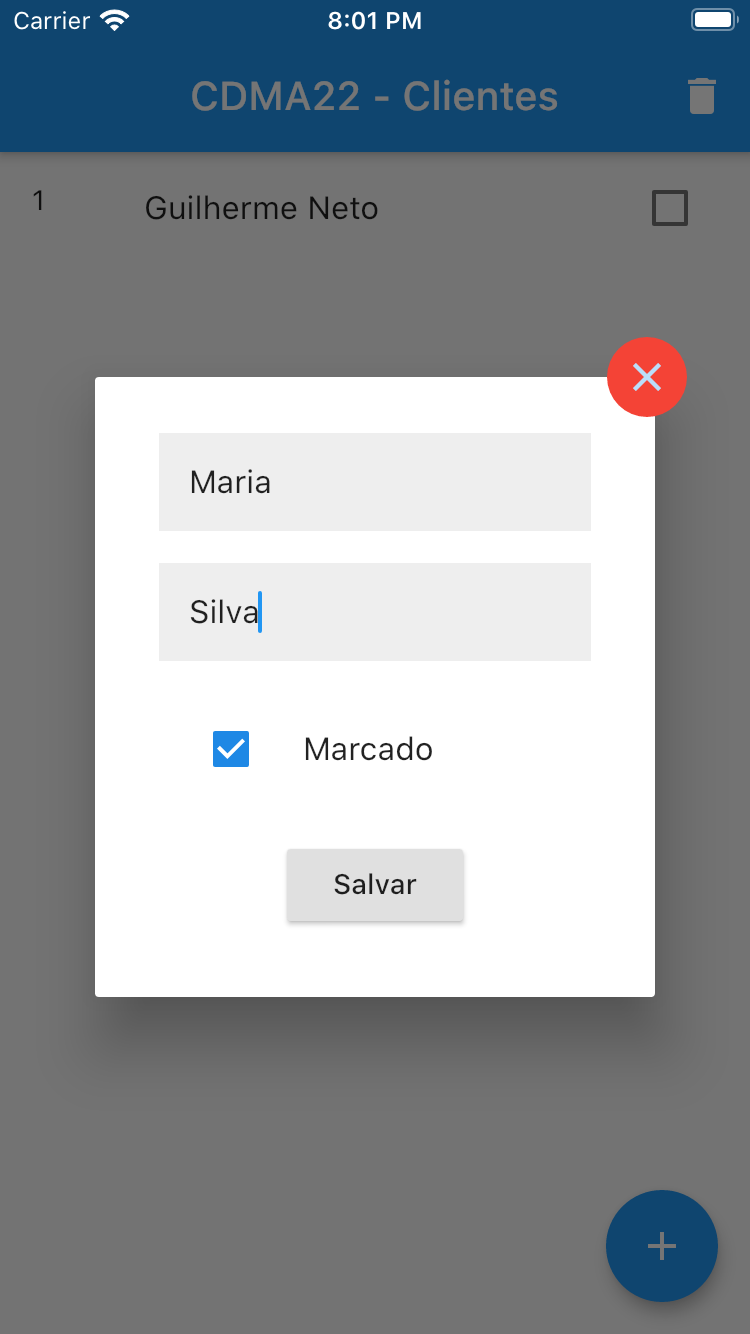 Carrier 8:01 PM
CDMA22 - Clientes
1 Guilherme Neto
Maria
Silva
Marcado
Salvar